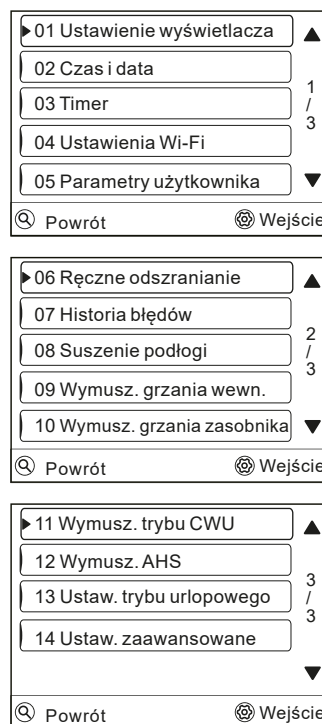 01 Ustawienie wyświetlacza
02 Czas i data
03 Timer
04 Ustawienia Wi-Fi
05 Parametry użytkownika
1
/
3
Powrót Wejście
06 Ręczne odszranianie
07 Historia błędów
08 Suszenie podłogi
09 Wymusz. grzania wewn.
10 Wymusz. grzania zasobnika
2
/
3
Powrót Wejście
11 Wymusz. trybu CWU
12 Wymusz. AHS
13 Ustaw. trybu urlopowego
14 Ustaw. zaawansowane
3
/
3
Powrót Wejście